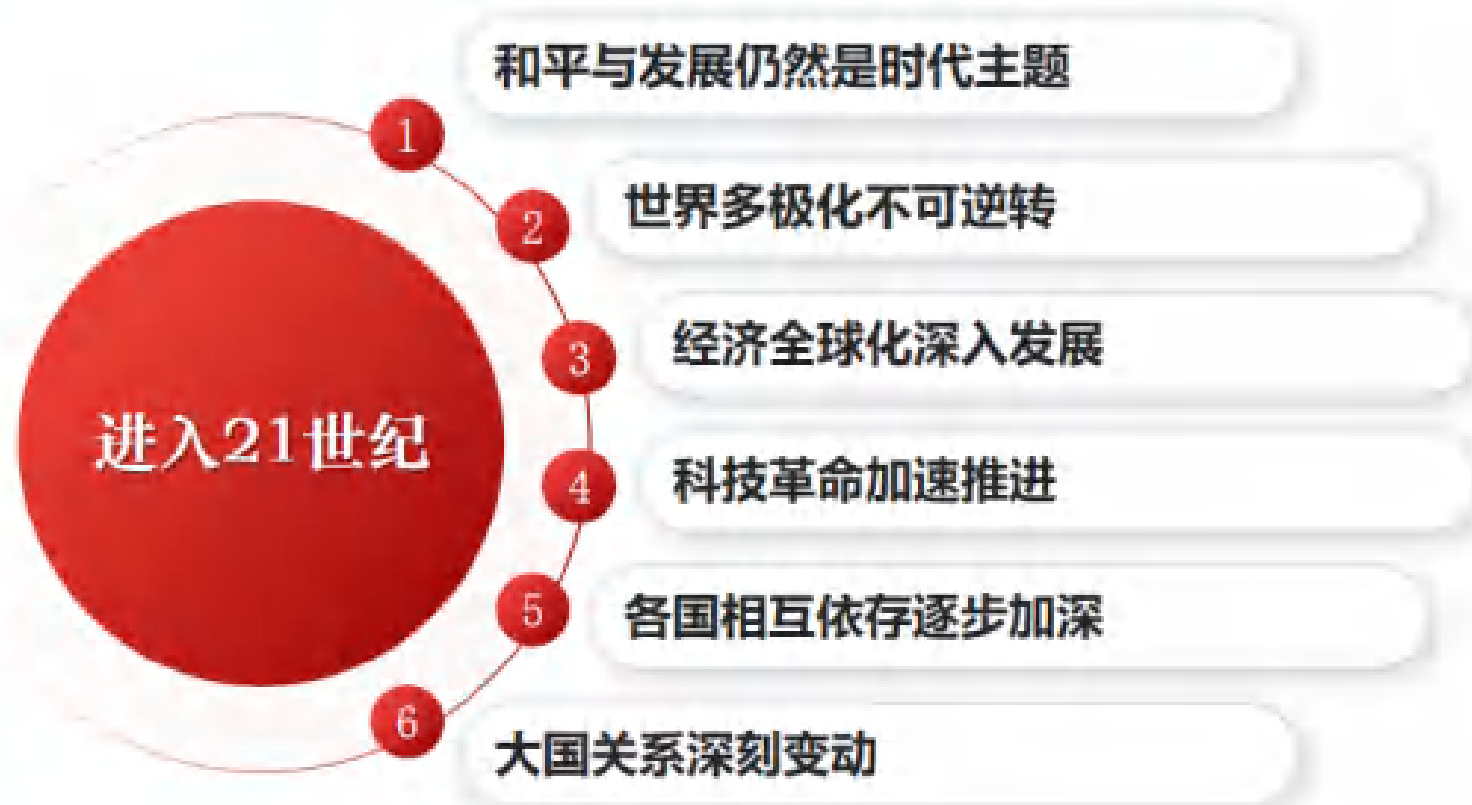 和平与发展仍然是时代主题
1
世界多极化不可逆转
2
经济全球化深入发展
3
进入21世纪
科技革命加速推进
4
各国相互依存逐步加深
5
大国关系深刻变动
6